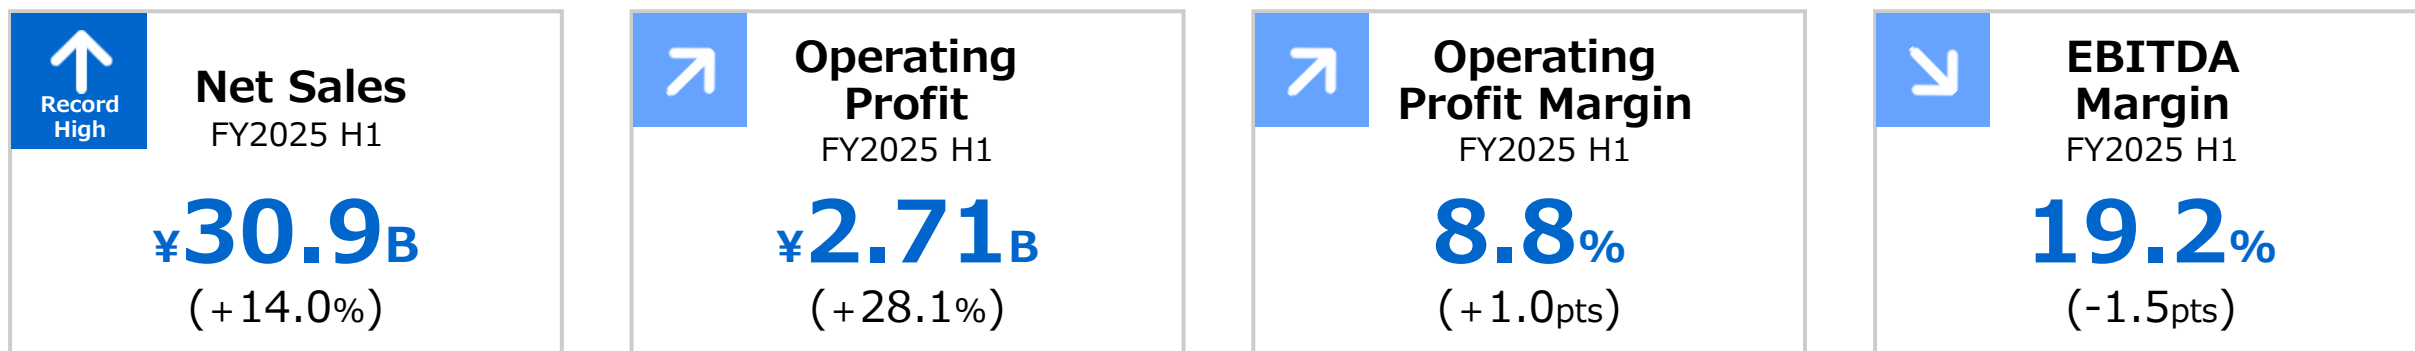 Record
High
Net Sales
FY2025 H1
¥30.9B
(+14.0%)
Operating
Profit
FY2025 H1
¥2.71B
(+28.1%)
Operating
Profit Margin
FY2025 H1
8.8%
(+1.0pts)
EBITDA
Margin
FY2025 H1
19.2%
(-1.5pts)